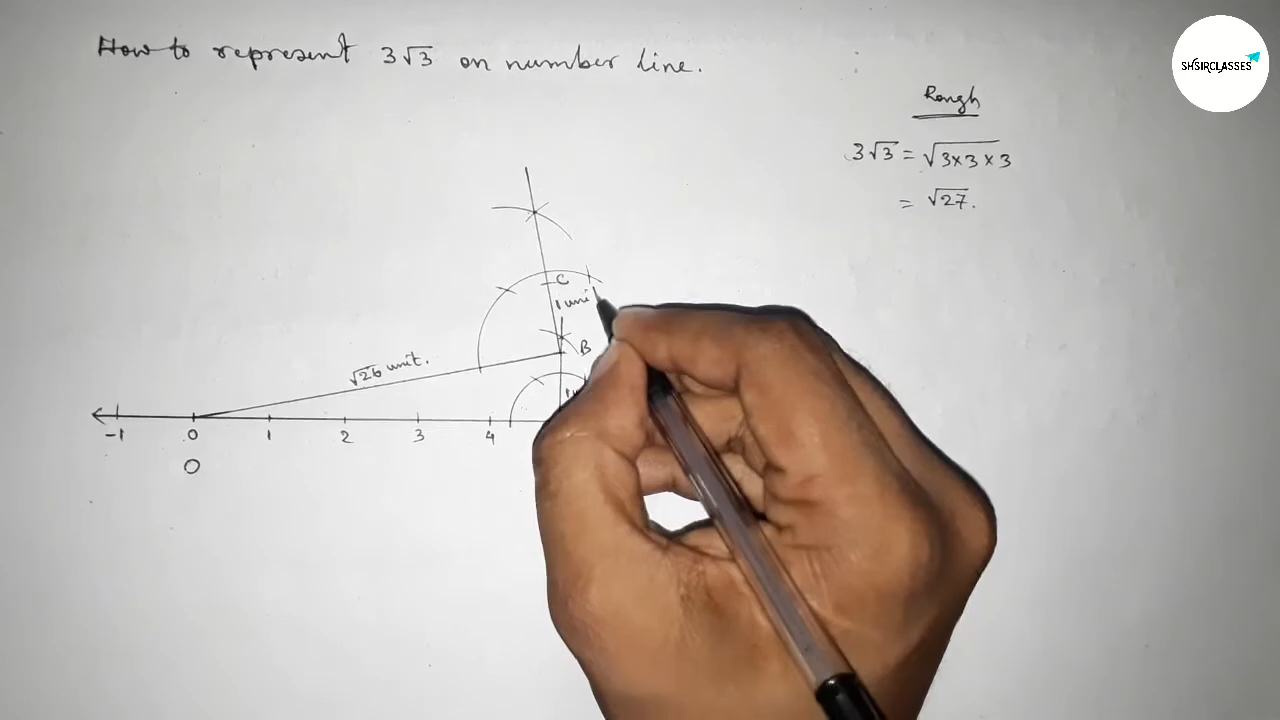 How to represent 3√3 on number line.
SHSIRCLASSES
Rough
3√3 = √3×3×3
= √27.
C
1 uni
B
√26 unit.
-1 0 1 2 3 4
O